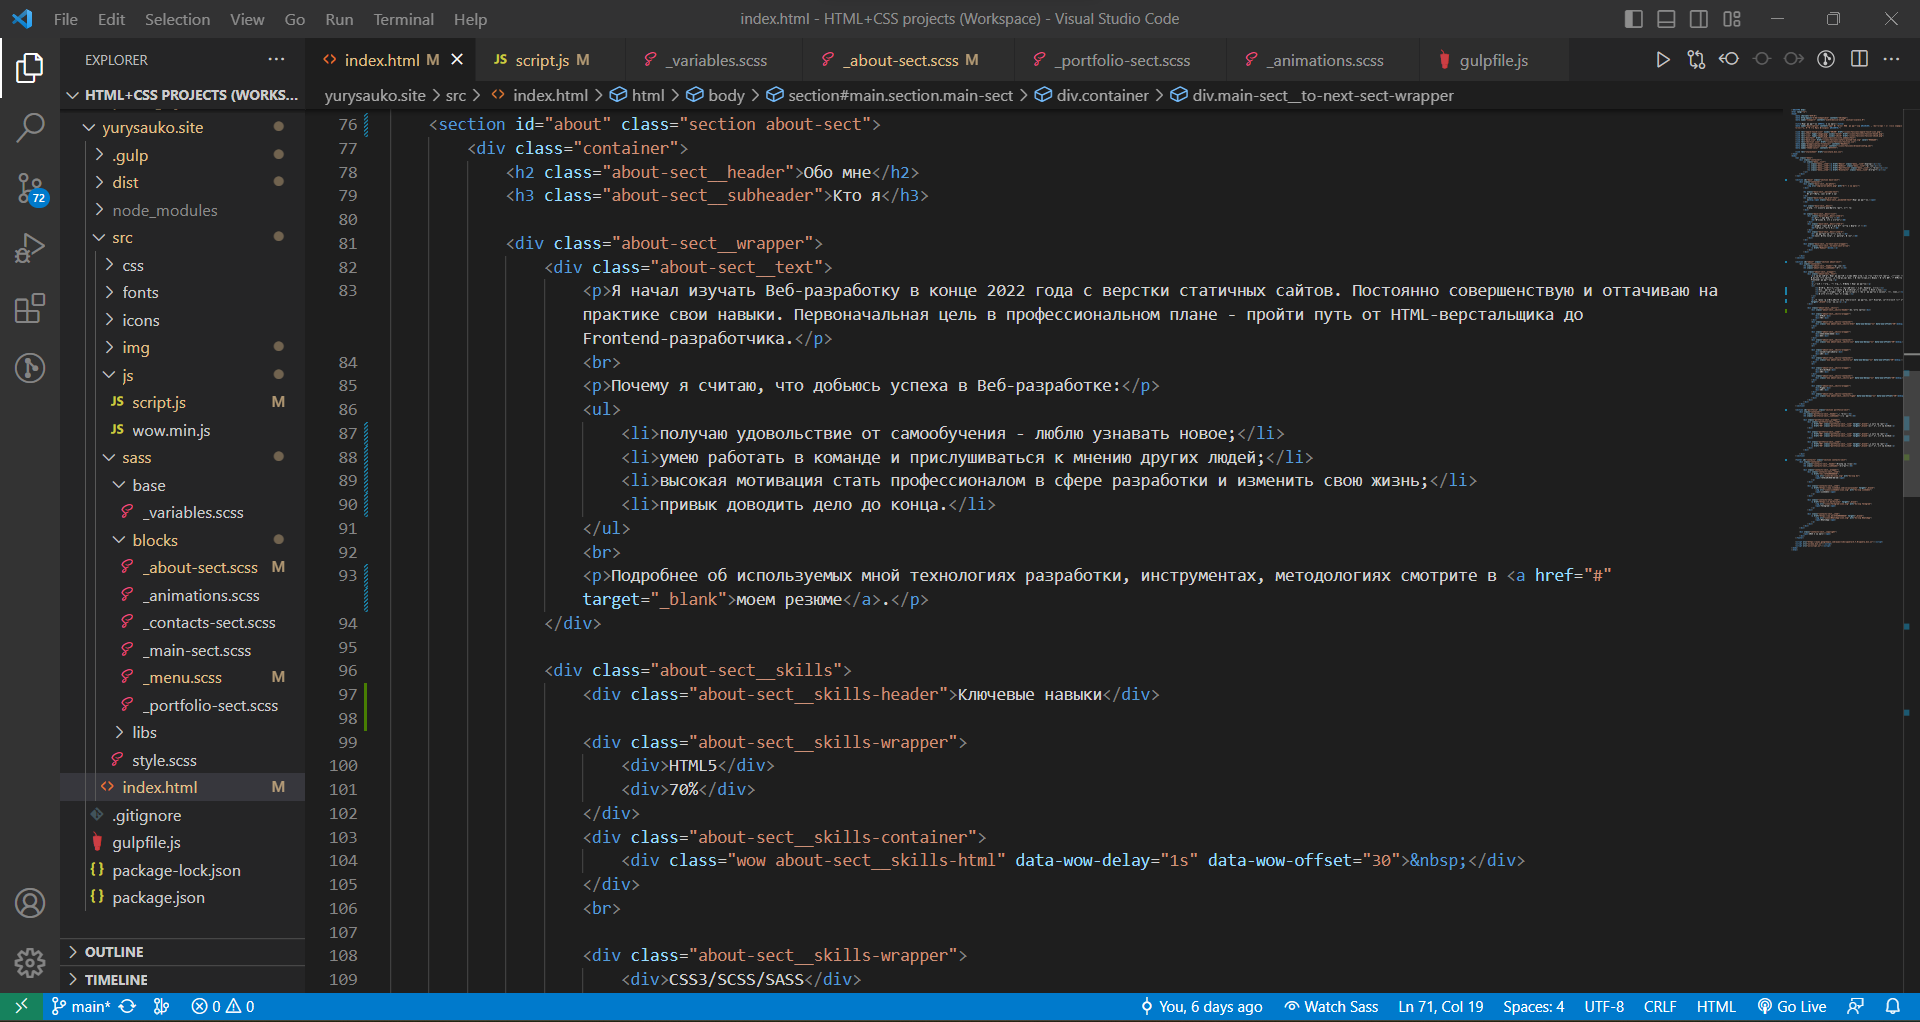 File Edit Selection View Go Run Terminal Help
index.html - HTML+CSS projects (Workspace) - Visual Studio Code
EXPLORER
index.html M
JS script.js M
_variables.scss
_about-sect.scss M
_portfolio-sect.scss
_animations.scss
gulpfile.js
HTML+CSS PROJECTS (WORKS...
yurysauko.site > src > index.html > html > body > section#main.section.main-sect > div.container > div.main-sect__to-next-sect-wrapper
72
yurysauko.site
.gulp
dist
node_modules
src
css
fonts
icons
img
js
JS script.js M
JS wow.min.js
sass
base
_variables.scss
blocks
_about-sect.scss M
_animations.scss
_contacts-sect.scss
_main-sect.scss
_menu.scss M
_portfolio-sect.scss
libs
style.scss
index.html M
.gitignore
gulpfile.js
{} package-lock.json
{} package.json
OUTLINE
TIMELINE
76 <section id="about" class="section about-sect">
77 <div class="container">
78 <h2 class="about-sect__header">Обо мне</h2>
79 <h3 class="about-sect__subheader">Кто я</h3>
80
81 <div class="about-sect__wrapper">
82 <div class="about-sect__text">
83 <p>Я начал изучать Веб-разработку в конце 2022 года с верстки статичных сайтов. Постоянно совершенствую и оттачиваю на
практике свои навыки. Первоначальная цель в профессиональном плане - пройти путь от HTML-верстальщика до
Frontend-разработчика.</p>
84 <br>
85 <p>Почему я считаю, что добьюсь успеха в Веб-разработке:</p>
86 <ul>
87 <li>получаю удовольствие от самообучения - люблю узнавать новое;</li>
88 <li>умею работать в команде и прислушиваться к мнению других людей;</li>
89 <li>высокая мотивация стать профессионалом в сфере разработки и изменить свою жизнь;</li>
90 <li>привык доводить дело до конца.</li>
91 </ul>
92 <br>
93 <p>Подробнее об используемых мной технологиях разработки, инструментах, методологиях смотрите в <a href="#"
target="_blank">моем резюме</a>.</p>
94 </div>
95
96 <div class="about-sect__skills">
97 <div class="about-sect__skills-header">Ключевые навыки</div>
98
99 <div class="about-sect__skills-wrapper">
100 <div>HTML5</div>
101 <div>70%</div>
102 </div>
103 <div class="about-sect__skills-container">
104 <div class="wow about-sect__skills-html" data-wow-delay="1s" data-wow-offset="30">&nbsp;</div>
105 </div>
106 <br>
107
108 <div class="about-sect__skills-wrapper">
109 <div>CSS3/SCSS/SASS</div>
main* 0 0 You, 6 days ago Watch Sass Ln 71, Col 19 Spaces: 4 UTF-8 CRLF HTML Go Live